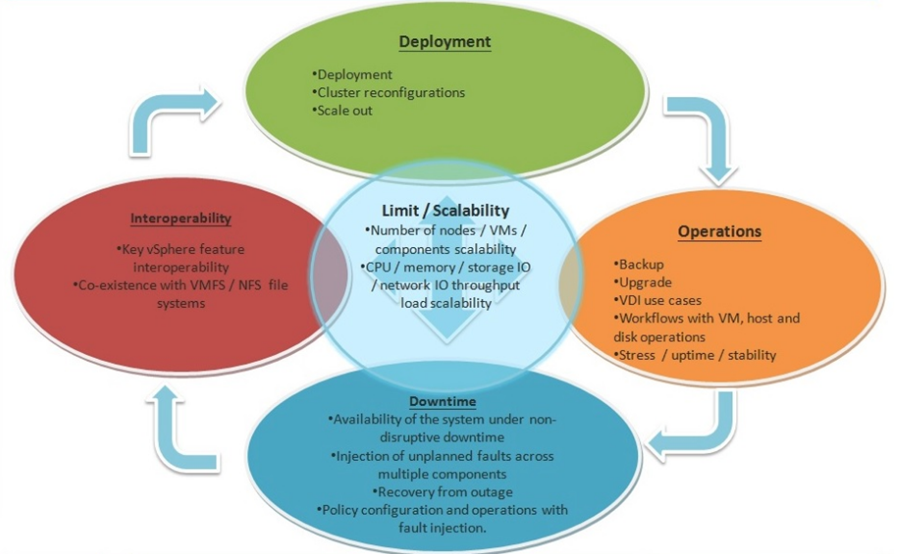 Deployment
•Deployment
•Cluster reconfigurations
•Scale out
Interoperability
•Key vSphere feature
interoperability
•Co-existence with VMFS / NFS file
systems
Limit / Scalability
•Number of nodes / VMs /
components scalability
•CPU / memory / storage IO
/ network IO throughput
load scalability
Operations
•Backup
•Upgrade
•VDI use cases
•Workflows with VM, host and
disk operations
•Stress / uptime / stability
Downtime
•Availability of the system under non-
disruptive downtime
•Injection of unplanned faults across
multiple components
•Recovery from outage
•Policy configuration and operations with
fault injection.